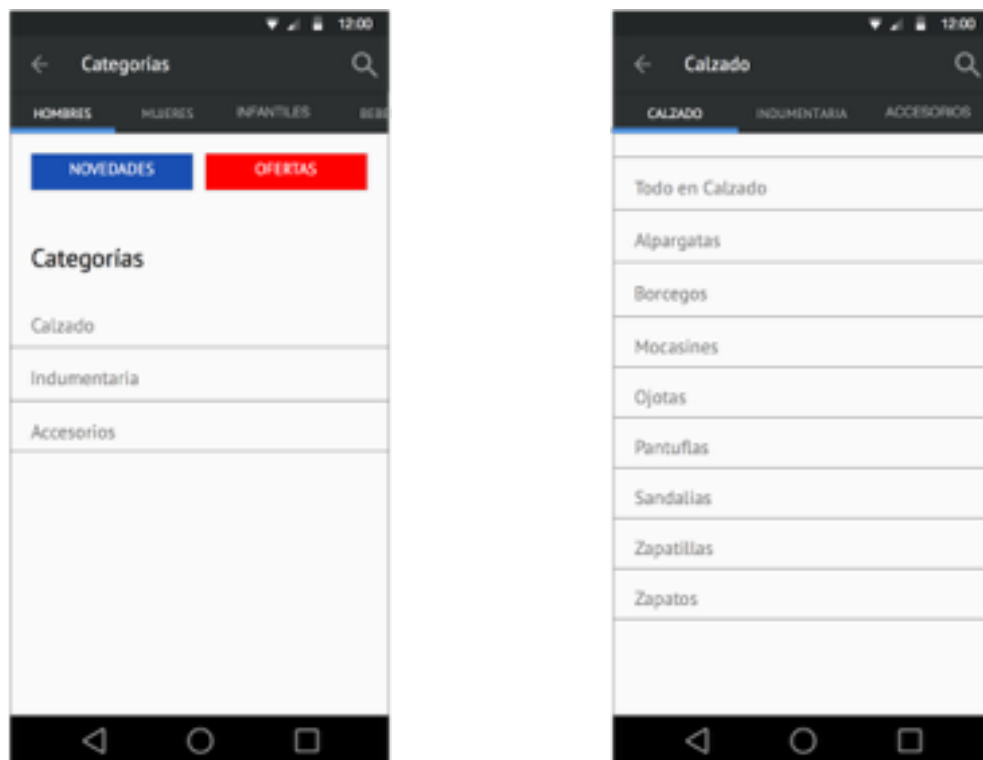 12:00
Categorías
HOMBRES MUJERES INFANTILES BEBE
NOVEDADES OFERTAS
Categorías
Calzado
Indumentaria
Accesorios
12:00
Calzado
CALZADO INDUMENTARIA ACCESORIOS
Todo en Calzado
Alpargatas
Borcegos
Mocasines
Ojotas
Pantuflas
Sandalias
Zapatillas
Zapatos